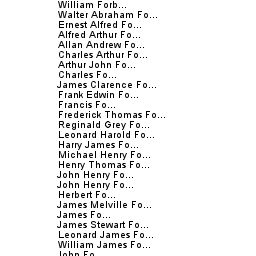 William Forb...
Walter Abraham Fo...
Ernest Alfred Fo...
Alfred Arthur Fo...
Allan Andrew Fo...
Charles Arthur Fo...
Arthur John Fo...
Charles Fo...
James Clarence Fo...
Frank Edwin Fo...
Francis Fo...
Frederick Thomas Fo...
Reginald Grey Fo...
Leonard Harold Fo...
Harry James Fo...
Michael Henry Fo...
Henry Thomas Fo...
John Henry Fo...
John Henry Fo...
Herbert Fo...
James Melville Fo...
James Fo...
James Stewart Fo...
Leonard James Fo...
William James Fo...
John Fo